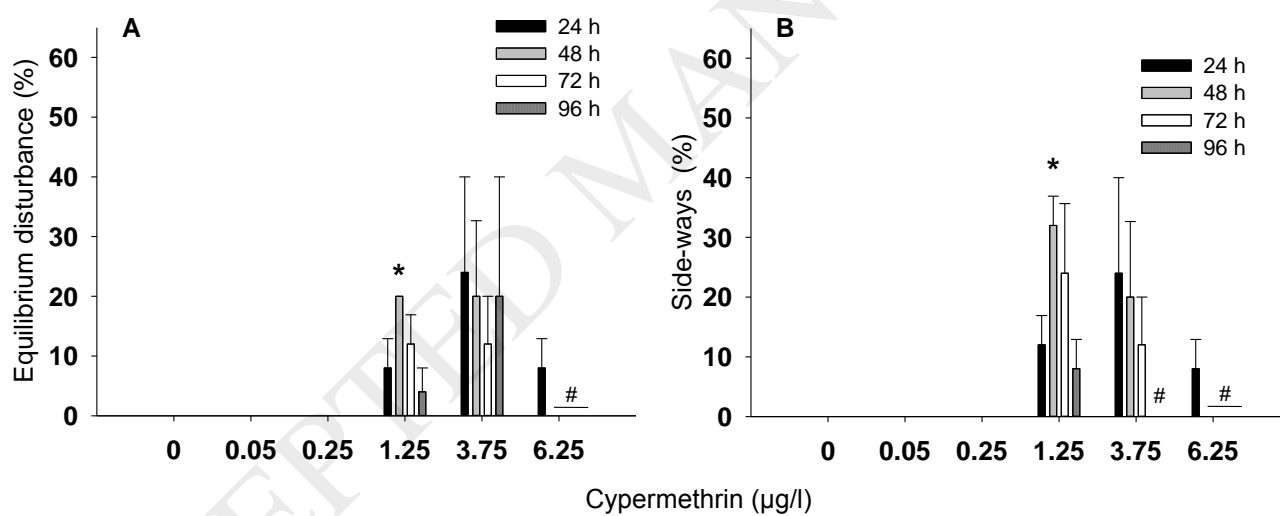 A
24 h
48 h
72 h
96 h
Equilibrium disturbance (%)
60
50
40
30
20
10
0
*
#
0 0.05 0.25 1.25 3.75 6.25
B
24 h
48 h
72 h
96 h
Side-ways (%)
60
50
40
30
20
10
0
*
#
#
0 0.05 0.25 1.25 3.75 6.25
Cypermethrin (µg/l)
EPTED MAN